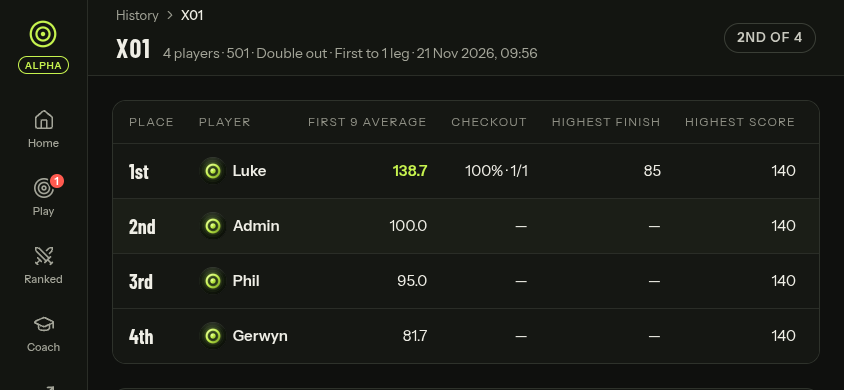 History > X01
X01 4 players · 501 · Double out · First to 1 leg · 21 Nov 2026, 09:56
2ND OF 4
ALPHA
Home
Play 1
Ranked
Coach
PLACE PLAYER FIRST 9 AVERAGE CHECKOUT HIGHEST FINISH HIGHEST SCORE
1st Luke 138.7 100% · 1/1 85 140
2nd Admin 100.0 — — 140
3rd Phil 95.0 — — 140
4th Gerwyn 81.7 — — 140